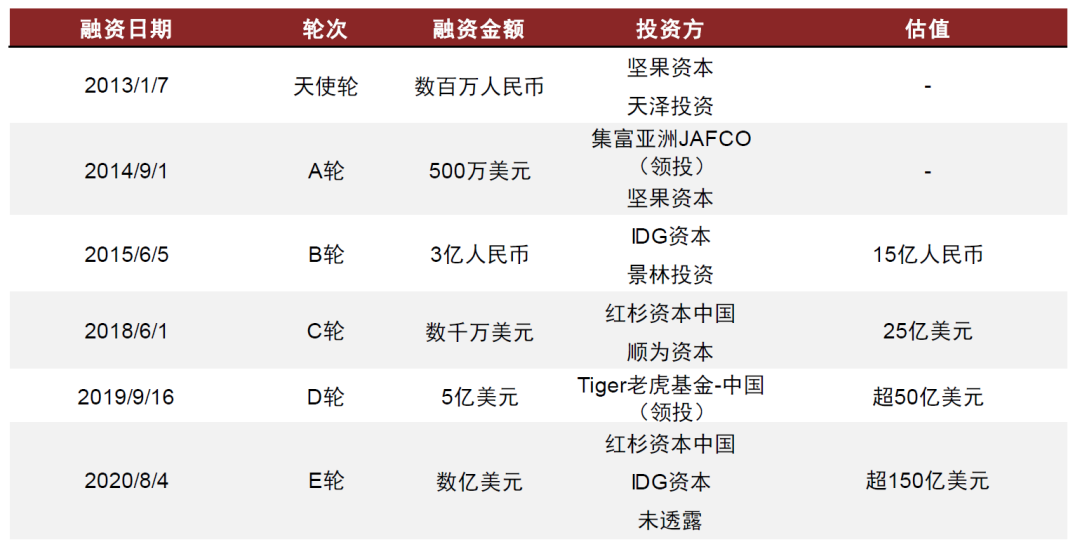 融资日期 轮次 融资金额 投资方 估值
2013/1/7 天使轮 数百万人民币 坚果资本 -
天泽投资
2014/9/1 A轮 500万美元 集富亚洲JAFCO -
（领投）
坚果资本
2015/6/5 B轮 3亿人民币 IDG资本 15亿人民币
景林投资
2018/6/1 C轮 数千万美元 红杉资本中国 25亿美元
顺为资本
2019/9/16 D轮 5亿美元 Tiger老虎基金-中国 超50亿美元
（领投）
2020/8/4 E轮 数亿美元 红杉资本中国 超150亿美元
IDG资本
未透露